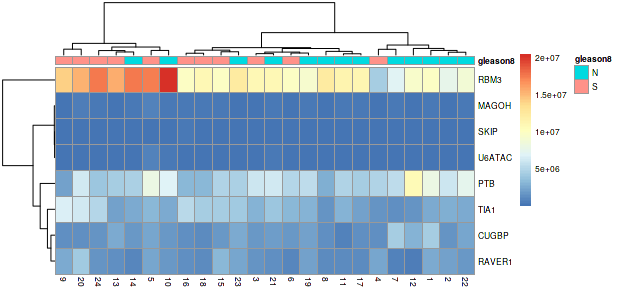 gleason8
RBM3
MAGOH
SKIP
U6ATAC
PTB
TIA1
CUGBP
RAVER1
9 20 24 13 14 5 10 16 18 15 23 3 21 6 19 8 11 17 4 7 12 1 2 22
2e+07
1.5e+07
1e+07
5e+06
gleason8
N
S